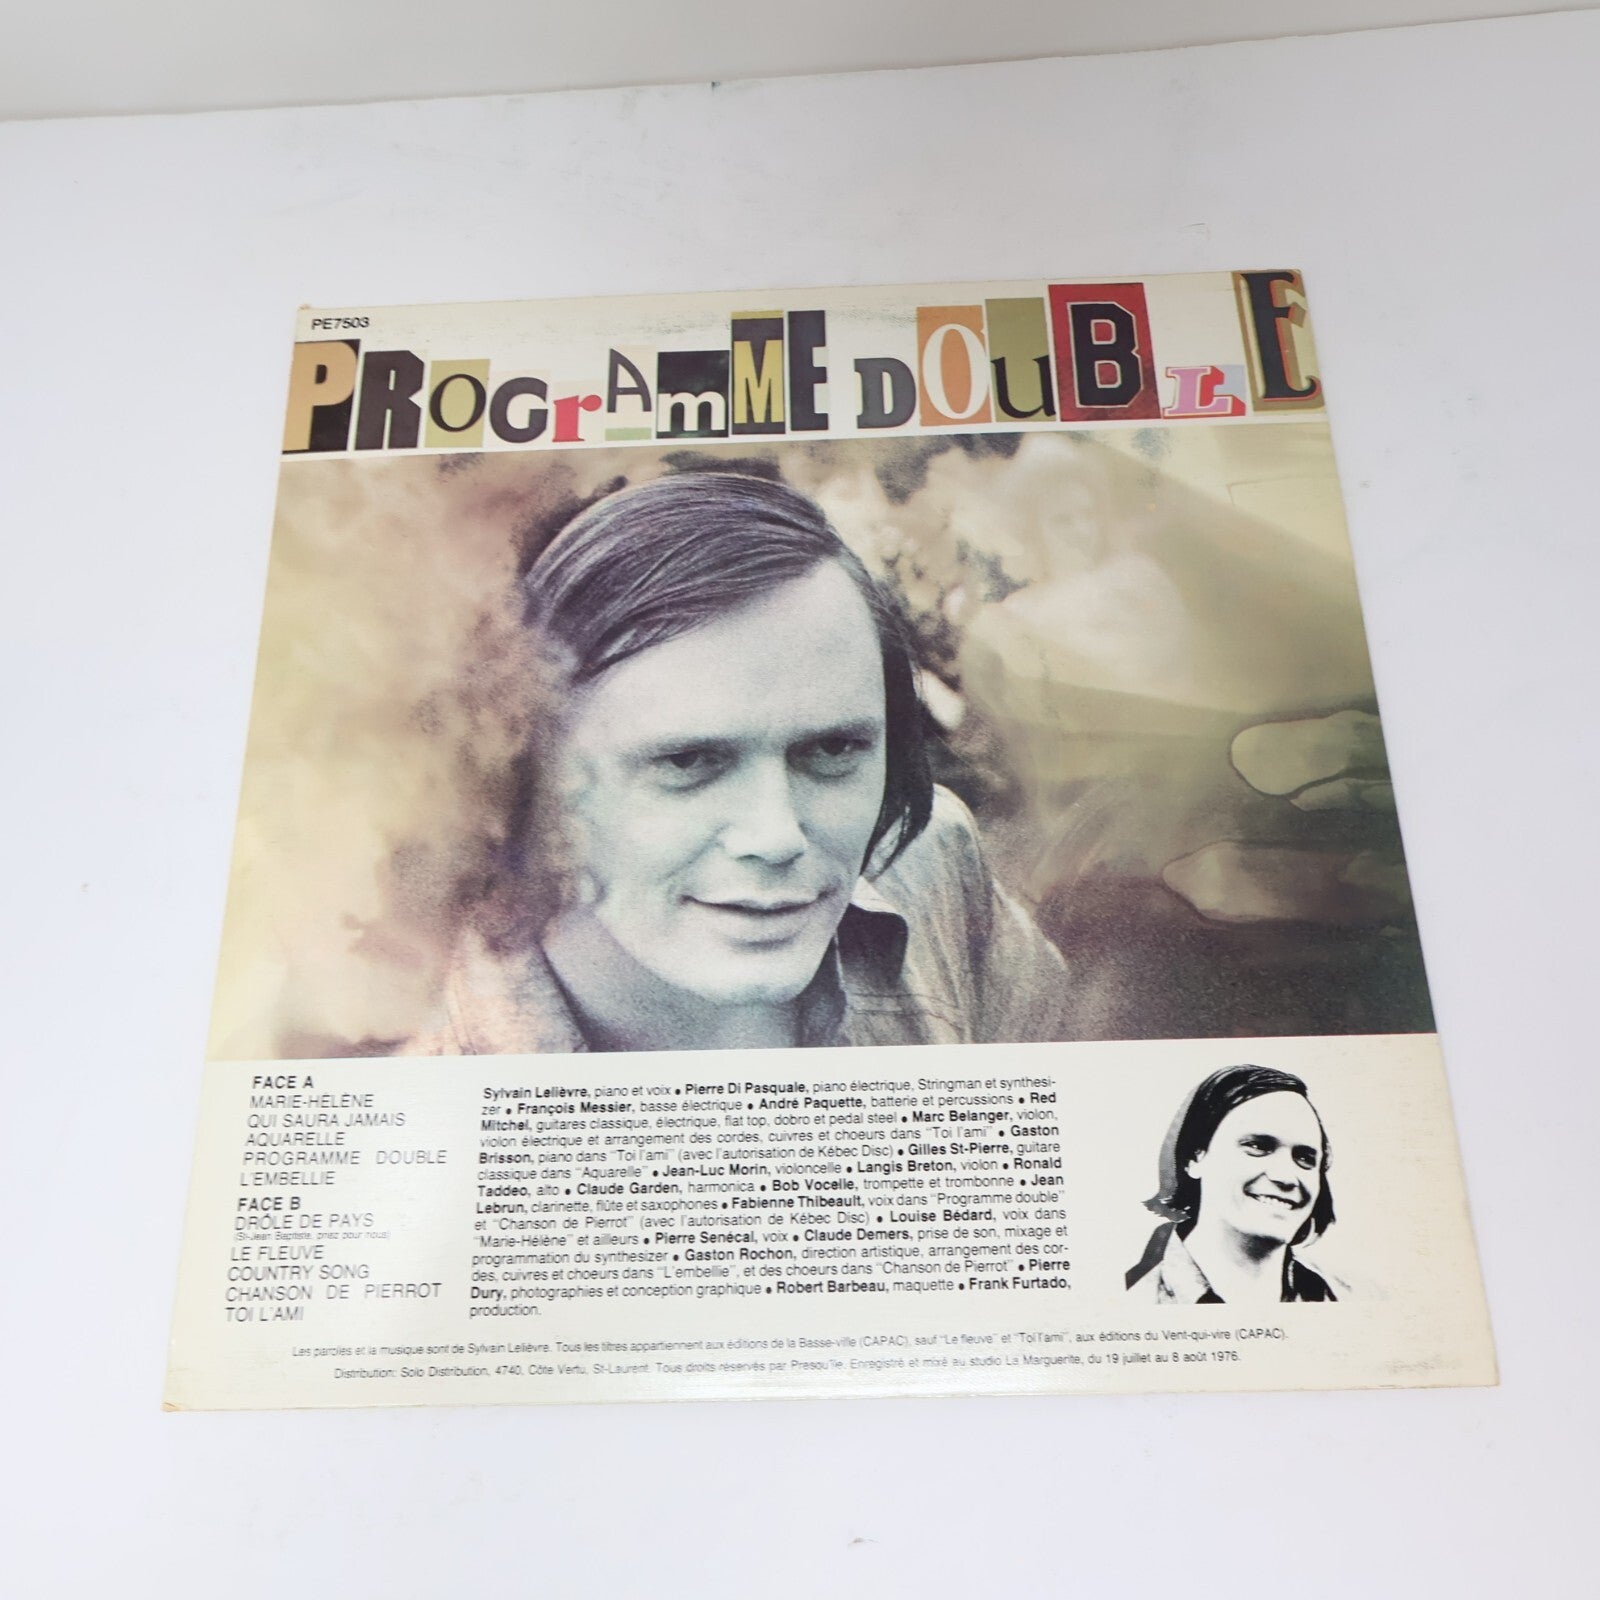 PE7503
PROGrAmME DOuBLE
FACE A
MARIE-HÉLÈNE
QUI SAURA JAMAIS
AQUARELLE
PROGRAMME DOUBLE
L'EMBELLIE
FACE B
DRÔLE DE PAYS
(St-Jean Baptiste, priez pour nous)
LE FLEUVE
COUNTRY SONG
CHANSON DE PIERROT
TOI L'AMI
Sylvain Lelièvre, piano et voix • Pierre Di Pasquale, piano électrique, Stringman et synthesi-
zer • François Messier, basse électrique • André Paquette, batterie et percussions • Red
Mitchel, guitares classique, électrique, flat top, dobro et pedal steel • Marc Belanger, violon,
violon électrique et arrangement des cordes, cuivres et choeurs dans "Toi l'ami" • Gaston
Brisson, piano dans "Toi l'ami" (avec l'autorisation de Kébec Disc) • Gilles St-Pierre, guitare
classique dans "Aquarelle" • Jean-Luc Morin, violoncelle • Langis Breton, violon • Ronald
Taddeo, alto • Claude Garden, harmonica • Bob Vocelle, trompette et trombonne • Jean
Lebrun, clarinette, flûte et saxophones • Fabienne Thibeault, voix dans "Programme double"
et "Chanson de Pierrot" (avec l'autorisation de Kébec Disc) • Louise Bédard, voix dans
"Marie-Hélène" et ailleurs • Pierre Senécal, voix • Claude Demers, prise de son, mixage et
programmation du synthesizer • Gaston Rochon, direction artistique, arrangement des cor-
des, cuivres et choeurs dans "L'embellie", et des choeurs dans "Chanson de Pierrot" • Pierre
Dury, photographies et conception graphique • Robert Barbeau, maquette • Frank Furtado,
production.
Les paroles et la musique sont de Sylvain Lelièvre. Tous les titres appartiennent aux éditions de la Basse-ville (CAPAC), sauf "Le fleuve" et "Toi l'ami", aux éditions du Vent-qui-vire (CAPAC).
Distribution: Solo Distribution, 4740, Côte Vertu, St-Laurent. Tous droits réservés par Presqu'île. Enregistré et mixé au studio La Marguerite, du 19 juillet au 8 août 1976.